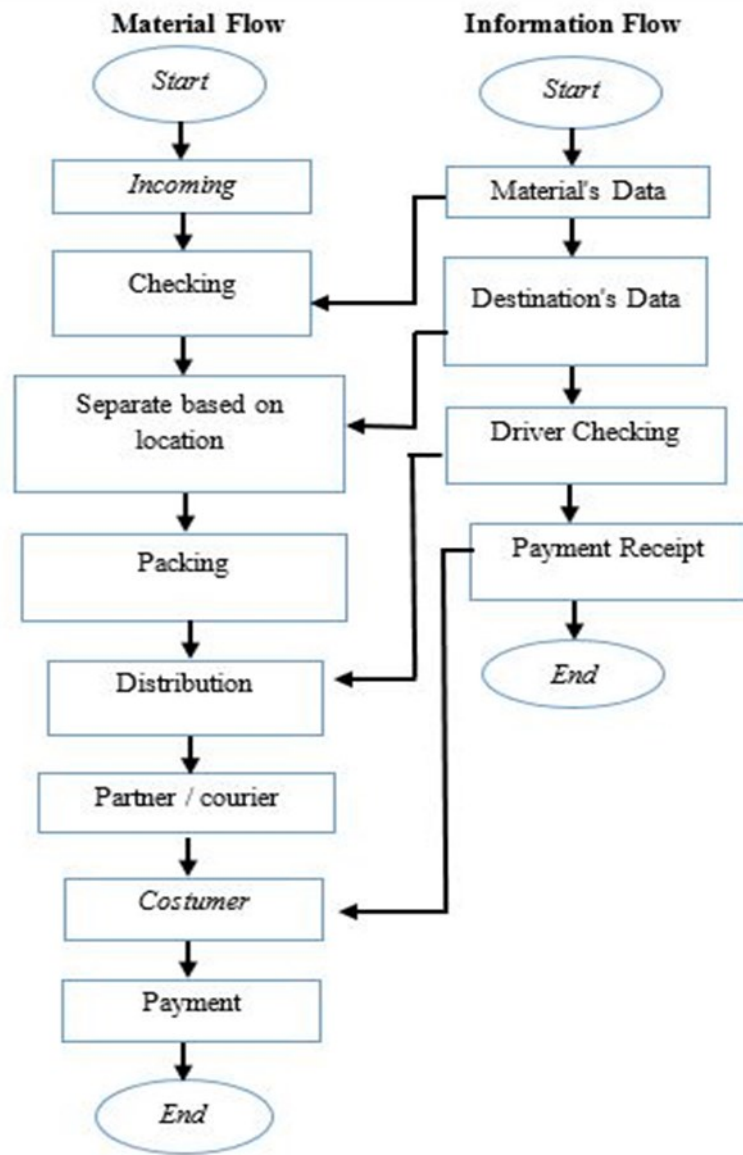 Material Flow
Start
Incoming
Checking
Separate based on
location
Packing
Distribution
Partner / courier
Costumer
Payment
End
Information Flow
Start
Material's Data
Destination's Data
Driver Checking
Payment Receipt
End